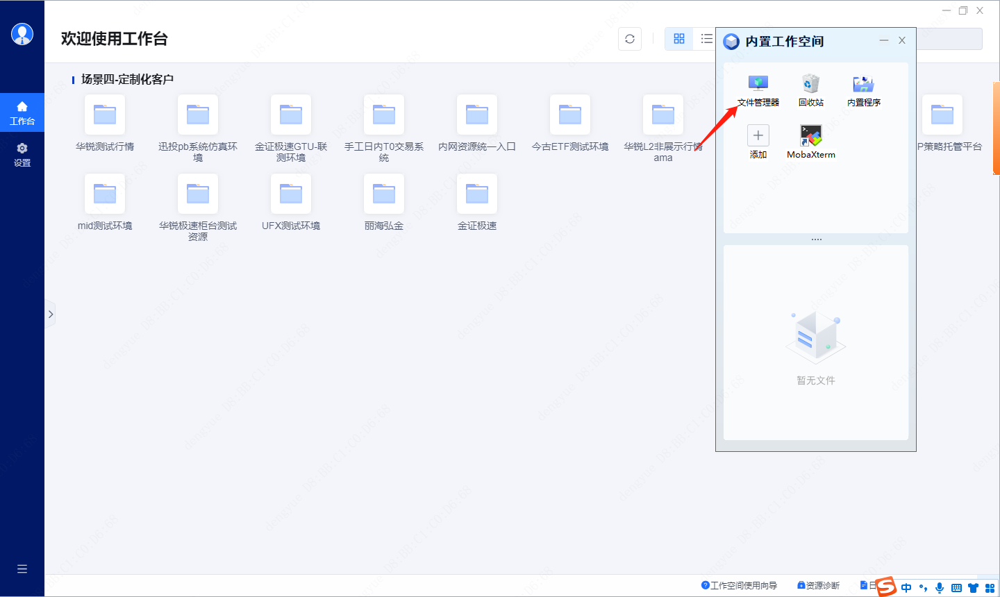 欢迎使用工作台
场景四-定制化客户
华锐测试行情
迅投pb系统仿真环
境
金证极速GTU-联
测环境
手工日内T0交易系
统
内网资源统一入口
今古ETF测试环境
华锐L2非展示行情
ama
P策略托管平台
mid测试环境
华锐极速柜台测试
资源
UFX测试环境
丽海弘金
金证极速
工作台
设置
内置工作空间
文件管理器
回收站
内置程序
添加
MobaXterm
暂无文件
工作空间使用向导
资源诊断
日
中